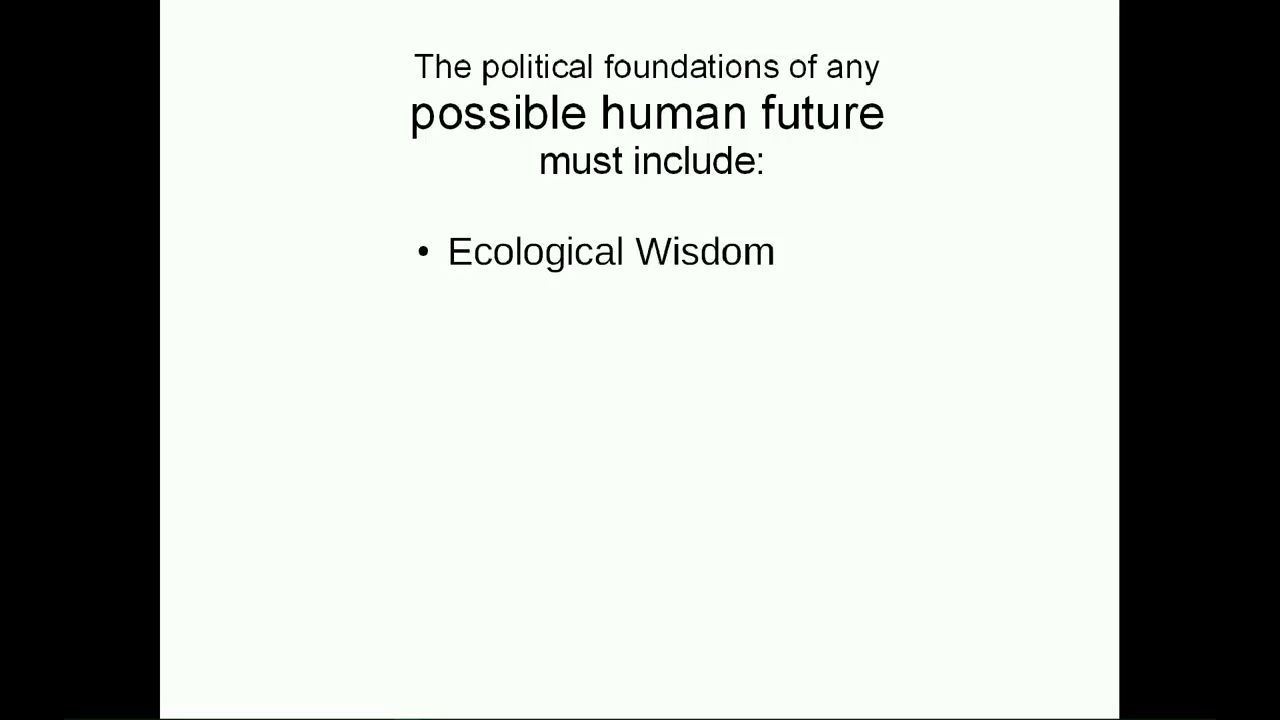 The political foundations of any
possible human future
must include:
• Ecological Wisdom